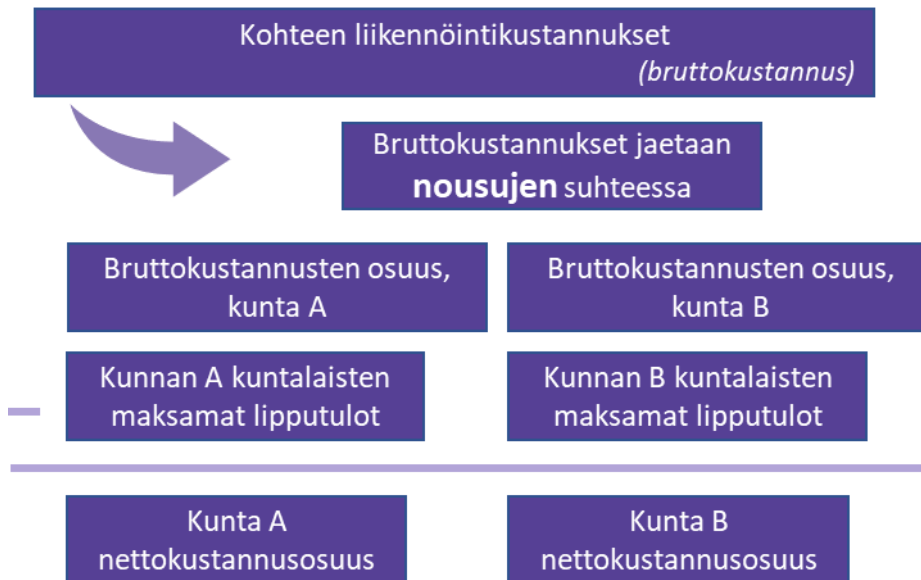 Kohteen liikennöintikustannukset
(bruttokustannus)
Bruttokustannukset jaetaan
nousujen suhteessa
Bruttokustannusten osuus,
kunta A
Bruttokustannusten osuus,
kunta B
Kunnan A kuntalaisten
maksamat lipputulot
Kunnan B kuntalaisten
maksamat lipputulot
Kunta A
nettokustannusosuus
Kunta B
nettokustannusosuus